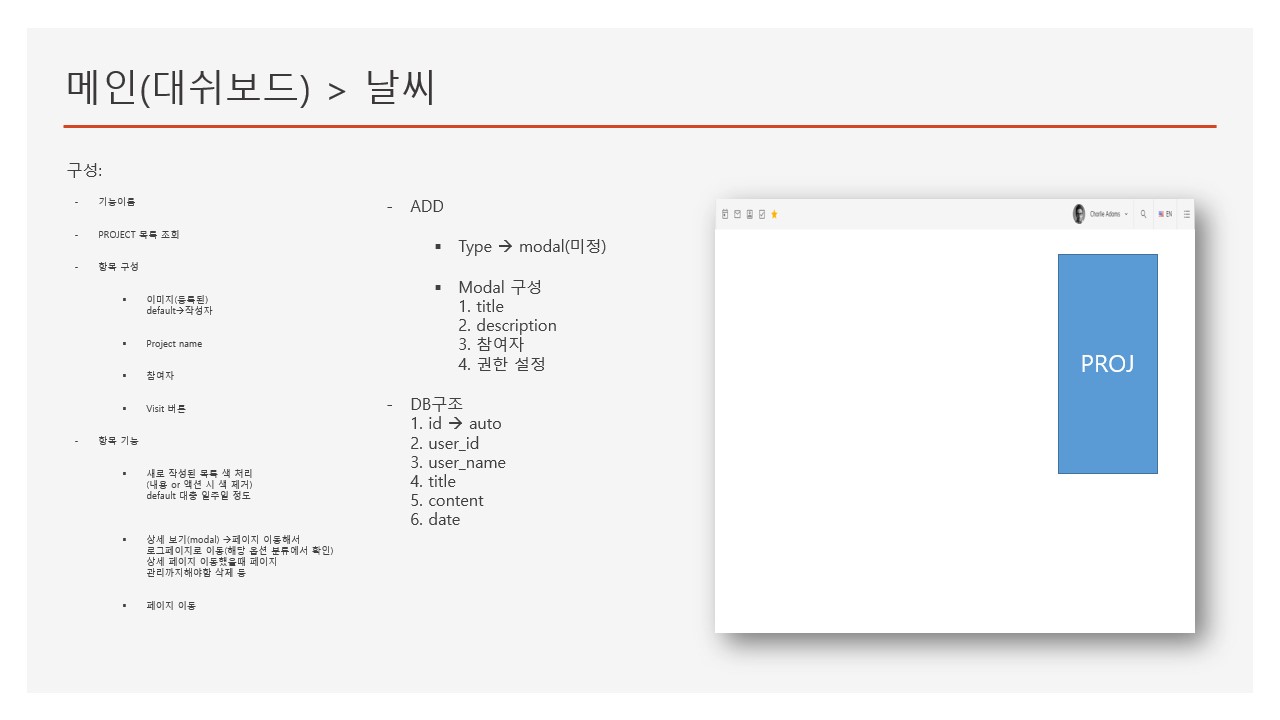 메인(대쉬보드) > 날씨
구성:
- 기능이름
- PROJECT 목록 조회
- 항목 구성
▪ 이미지(등록된)
default→작성자
▪ Project name
▪ 참여자
▪ Visit 버튼
- 항목 기능
▪ 새로 작성된 목록 색 처리
(내용 or 액션 시 색 제거)
default 대충 일주일 정도
▪ 상세 보기(modal) →페이지 이동해서
로그페이지로 이동(해당 옵션 분류에서 확인)
상세 페이지 이동했을때 페이지
관리까지해야함 삭제 등
▪ 페이지 이동
- ADD
▪ Type → modal(미정)
▪ Modal 구성
1. title
2. description
3. 참여자
4. 권한 설정
- DB구조
1. id → auto
2. user_id
3. user_name
4. title
5. content
6. date
Charlie Adams
EN
PROJ